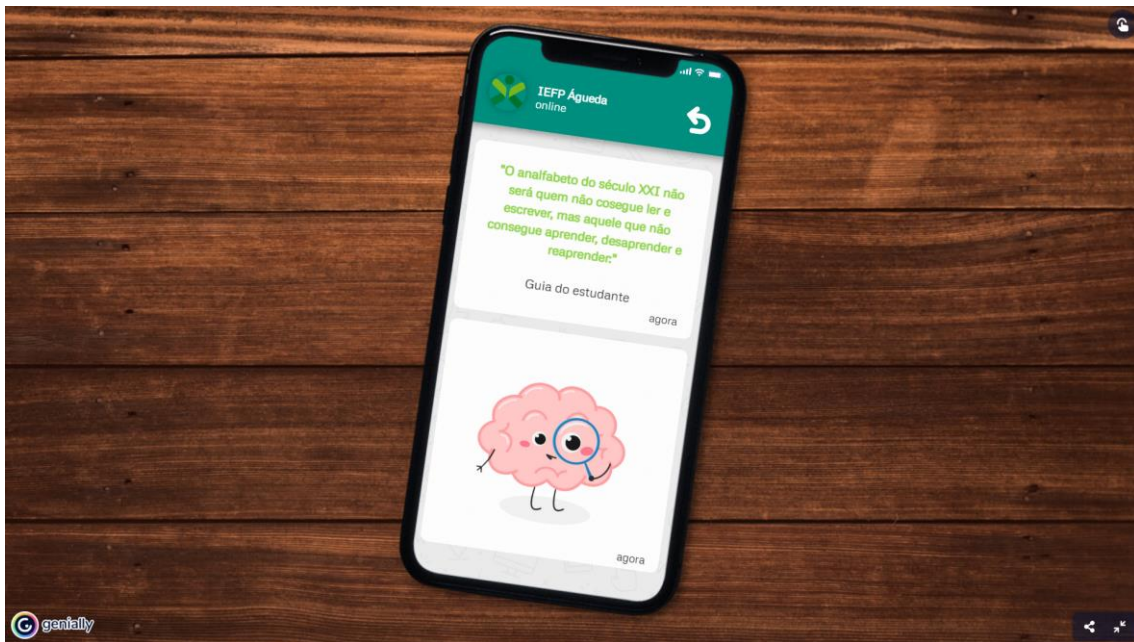 IEFP Águeda
online
"O analfabeto do século XXI não
será quem não cosegue ler e
escrever, mas aquele que não
consegue aprender, desaprender e
reaprender."
Guia do estudante
agora
agora
genially